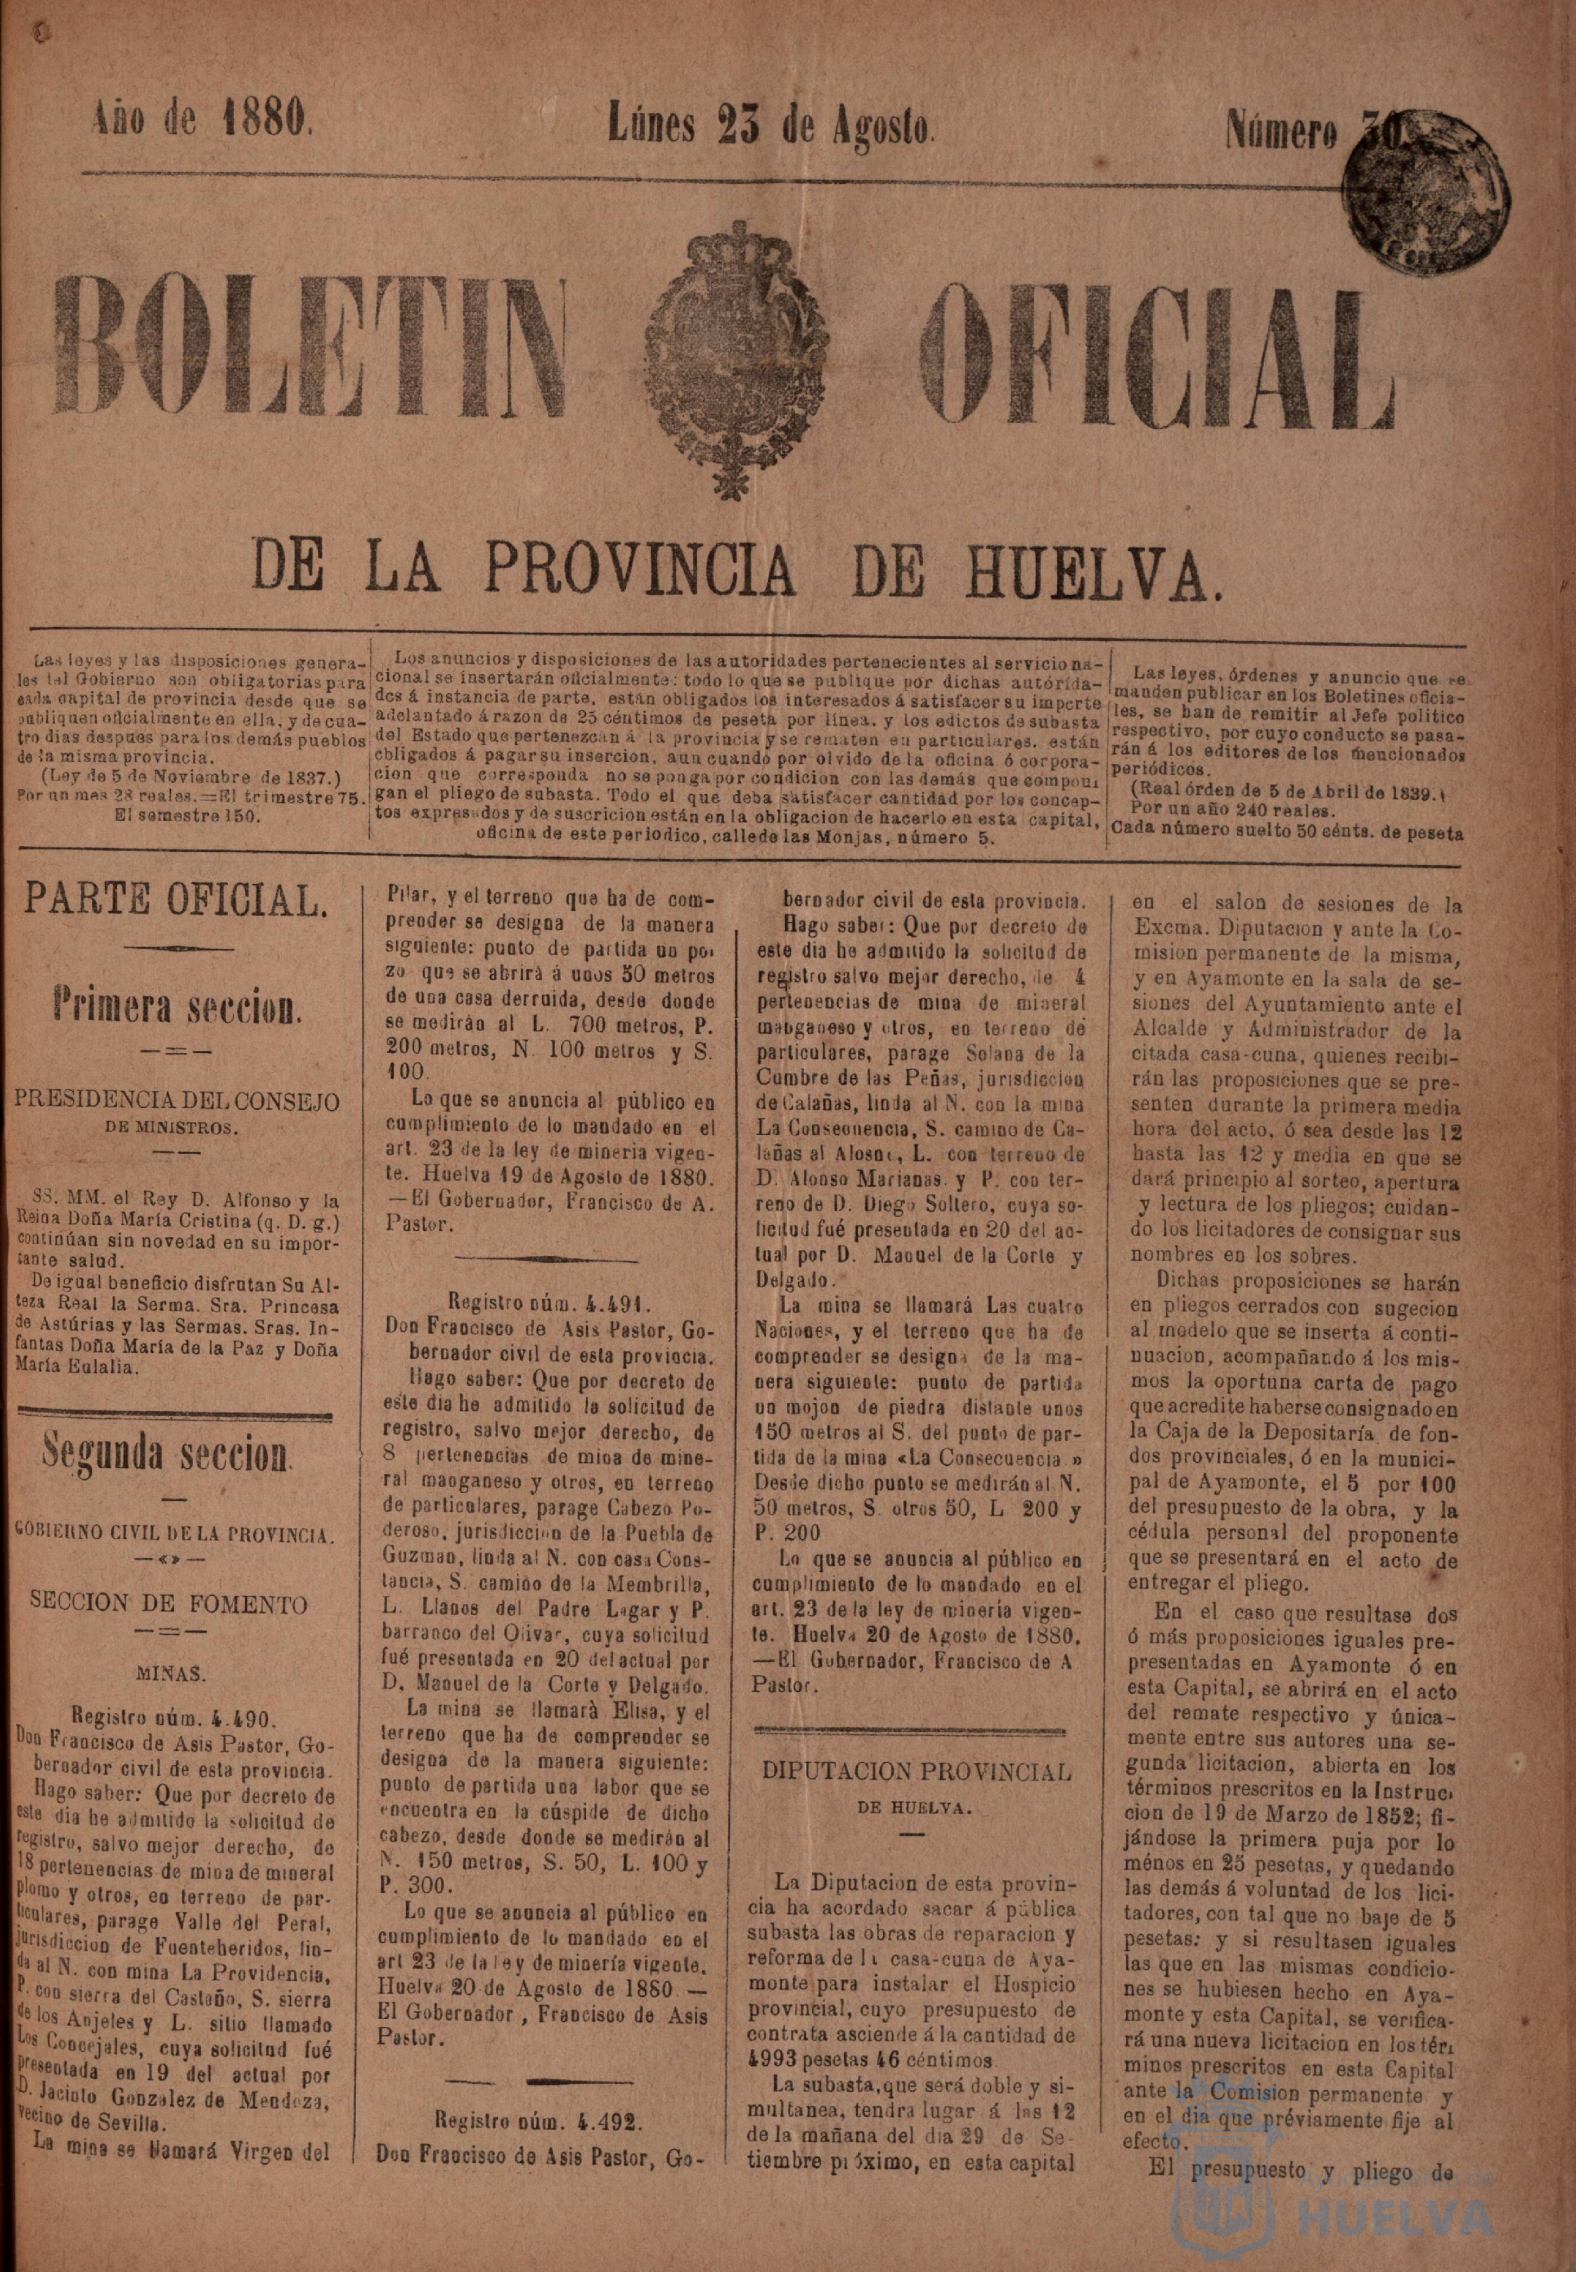 Año de 1880.
Lúnes 23 de Agosto.
Número
BOLETIN OFICIAL
DE LA PROVINCIA DE HUELVA.
Las leyes y las disposiciones genera-
les del Gobierno son obligatorias para
cada capital de provincia desde que se
publiquen oficialmente en ella, y de cua-
tro dias despues para los demás pueblos
de la misma provincia.
(Ley de 5 de Noviembre de 1837.)
Por un mes 28 reales.=El trimestre 75.
El semestre 150.
Los anuncios y disposiciones de las autoridades pertenecientes al servicio na-
cional se insertarán oficialmente: todo lo que se publique por dichas autorida-
des á instancia de parte, están obligados los interesados á satisfacer su importe
adelantado á razon de 25 céntimos de peseta por línea, y los edictos de subasta
del Estado que pertenezcan á la provincia y se rematen en particulares, están
obligados á pagar su insercion, aun cuando por olvido de la oficina ó corpora-
cion que corresponda no se ponga por condicion con las demás que compon
gan el pliego de subasta. Todo el que deba satisfacer cantidad por los concep-
tos expresados y de suscricion están en la obligacion de hacerlo en esta capital,
oficina de este periodico, calle de las Monjas, número 5.
Las leyes, órdenes y anuncio que se
manden publicar en los Boletines oficia-
les, se han de remitir al Jefe politico
respectivo, por cuyo conducto se pasa-
rán á los editores de los mencionados
periódicos.
(Real órden de 5 de Abril de 1839.)
Por un año 240 reales.
Cada número suelto 50 cénts. de peseta
PARTE OFICIAL.
Primera seccion.
PRESIDENCIA DEL CONSEJO
DE MINISTROS.
SS. MM. el Rey D. Alfonso y la
Reina Doña María Cristina (q. D. g.)
continúan sin novedad en su impor-
tante salud.
De igual beneficio disfrutan Su Al-
teza Real la Serma. Sra. Princesa
de Astúrias y las Sermas. Sras. In-
fantas Doña María de la Paz y Doña
María Eulalia.
Segunda seccion.
GOBIERNO CIVIL DE LA PROVINCIA.
—«»—
SECCION DE FOMENTO
MINAS.
Registro núm. 4.490.
Don Francisco de Asis Pastor, Go-
bernador civil de esta provincia.
Hago saber: Que por decreto de
este dia he admitido la solicitud de
registro, salvo mejor derecho, de
18 pertenencias de mina de mineral
plomo y otros, en terreno de par-
ticulares, parage Valle del Peral,
jurisdiccion de Fuenteheridos, lin-
da al N. con mina La Providencia,
P. con sierra del Castaño, S. sierra
de los Anjeles y L. sitio llamado
Los Concejales, cuya solicitud fué
presentada en 19 del actual por
D. Jacinto Gonzalez de Mendoza,
vecino de Sevilla.
La mina se llamará Virgen del
Pilar, y el terreno que ha de com-
prender se designa de la manera
siguiente: punto de partida un po-
zo que se abrirá á unos 50 metros
de una casa derruida, desde donde
se medirán al L. 700 metros, P.
200 metros, N. 100 metros y S.
100.
Lo que se anuncia al público en
cumplimiento de lo mandado en el
art. 23 de la ley de mineria vigen-
te. Huelva 19 de Agosto de 1880.
—El Gobernador, Francisco de A.
Pastor.
Registro núm. 4.491.
Don Francisco de Asis Pastor, Go-
bernador civil de esta provincia.
Hago saber: Que por decreto de
este dia he admitido la solicitud de
registro, salvo mejor derecho, de
8 pertenencias de mina de mine-
ral manganeso y otros, en terreno
de particulares, parage Cabezo Po-
deroso, jurisdiccion de la Puebla de
Guzman, linda al N. con casa Cons-
tancia, S. camino de la Membrilla,
L. Llanos del Padre Lagar y P.
barranco del Olivar, cuya solicitud
fué presentada en 20 del actual por
D. Manuel de la Corte y Delgado.
La mina se llamarà Elisa, y el
terreno que ha de comprender se
designa de la manera siguiente:
punto de partida una labor que se
encuentra en la cúspide de dicho
cabezo, desde donde se medirán al
N. 150 metros, S. 50, L. 100 y
P. 300.
Lo que se anuncia al público en
cumplimiento de lo mandado en el
art 23 de la ley de minería vigente.
Huelva 20 de Agosto de 1880.—
El Gobernador, Francisco de Asis
Pastor.
Registro núm. 4.492.
Don Francisco de Asis Pastor, Go-
bernador civil de esta provincia.
Hago saber: Que por decreto de
este dia he admitido la solicitud de
registro salvo mejor derecho, de 4
pertenencias de mina de mineral
manganeso y otros, en terreno de
particulares, parage Solana de la
Cumbre de las Peñas, jurisdiccion
de Calañas, linda al N. con la mina
La Consecuencia, S. camino de Ca-
lañas al Alosno, L. con terreno de
D. Alonso Marianas. y P. con ter-
reno de D. Diego Soltero, cuya so-
licitud fué presentada en 20 del ac-
tual por D. Manuel de la Corte y
Delgado.
La mina se llamará Las cuatro
Naciones, y el terreno que ha de
comprender se designa de la ma-
nera siguiente: punto de partida
un mojon de piedra distante unos
150 metros al S. del punto de par-
tida de la mina «La Consecuencia.»
Desde dicho punto se medirán al N.
50 metros, S. otros 50, L 200 y
P. 200
Lo que se anuncia al público en
cumplimiento de lo mandado en el
art. 23 de la ley de minería vigen-
te. Huelva 20 de Agosto de 1880.
—El Gobernador, Francisco de A.
Pastor.
DIPUTACION PROVINCIAL
DE HUELVA.
La Diputacion de esta provin-
cia ha acordado sacar á pública
subasta las obras de reparacion y
reforma de la casa-cuna de Aya-
monte para instalar el Hospicio
provincial, cuyo presupuesto de
contrata asciende á la cantidad de
4993 pesetas 46 céntimos.
La subasta, que será doble y si-
multanea, tendra lugar á las 12
de la mañana del dia 29 de Se-
tiembre próximo, en esta capital
en el salon de sesiones de la
Excma. Diputacion y ante la Co-
mision permanente de la misma,
y en Ayamonte en la sala de se-
siones del Ayuntamiento ante el
Alcalde y Administrador de la
citada casa-cuna, quienes recibi-
rán las proposiciones que se pre-
senten durante la primera media
hora del acto, ó sea desde las 12
hasta las 12 y media en que se
dará principio al sorteo, apertura
y lectura de los pliegos; cuidan-
do los licitadores de consignar sus
nombres en los sobres.
Dichas proposiciones se harán
en pliegos cerrados con sugecion
al modelo que se inserta á conti-
nuacion, acompañando á los mis-
mos la oportuna carta de pago
que acredite haberse consignado en
la Caja de la Depositaría de fon-
dos provinciales, ó en la munici-
pal de Ayamonte, el 5 por 100
del presupuesto de la obra, y la
cédula personal del proponente
que se presentará en el acto de
entregar el pliego.
En el caso que resultase dos
ó más proposiciones iguales pre-
presentadas en Ayamonte ó en
esta Capital, se abrirá en el acto
del remate respectivo y única-
mente entre sus autores una se-
gunda licitacion, abierta en los
términos prescritos en la Instruc-
cion de 19 de Marzo de 1852; fi-
jándose la primera puja por lo
ménos en 25 pesetas, y quedando
las demás á voluntad de los lici-
tadores, con tal que no baje de 5
pesetas: y si resultasen iguales
las que en las mismas condicio-
nes se hubiesen hecho en Aya-
monte y esta Capital, se verifica-
rá una nueva licitacion en los tér-
minos prescritos en esta Capital
ante la Comision permanente y
en el dia que préviamente fije al
efecto.
El presupuesto y pliego de
HUELVA